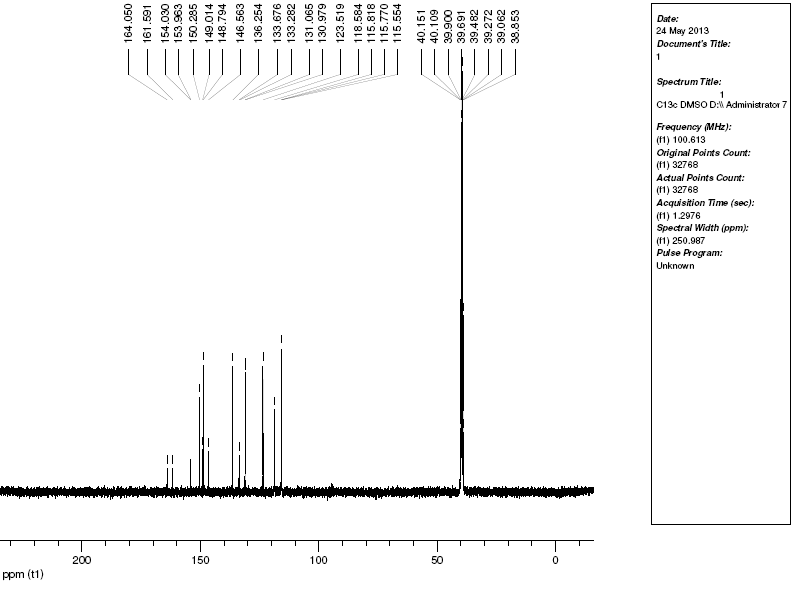 164.050
161.591
154.030
153.963
150.285
149.014
148.794
146.563
136.254
133.676
133.282
131.065
130.979
123.519
118.584
115.818
115.770
115.554
40.151
40.109
39.900
39.691
39.482
39.272
39.062
38.853
200
150
100
50
0
ppm (t1)
Date:
24 May 2013
Document's Title:
1
Spectrum Title:
1
C13c DMSO D:\\ Administrator 7
Frequency (MHz):
(f1) 100.613
Original Points Count:
(f1) 32768
Actual Points Count:
(f1) 32768
Acquisition Time (sec):
(f1) 1.2976
Spectral Width (ppm):
(f1) 250.987
Pulse Program:
Unknown